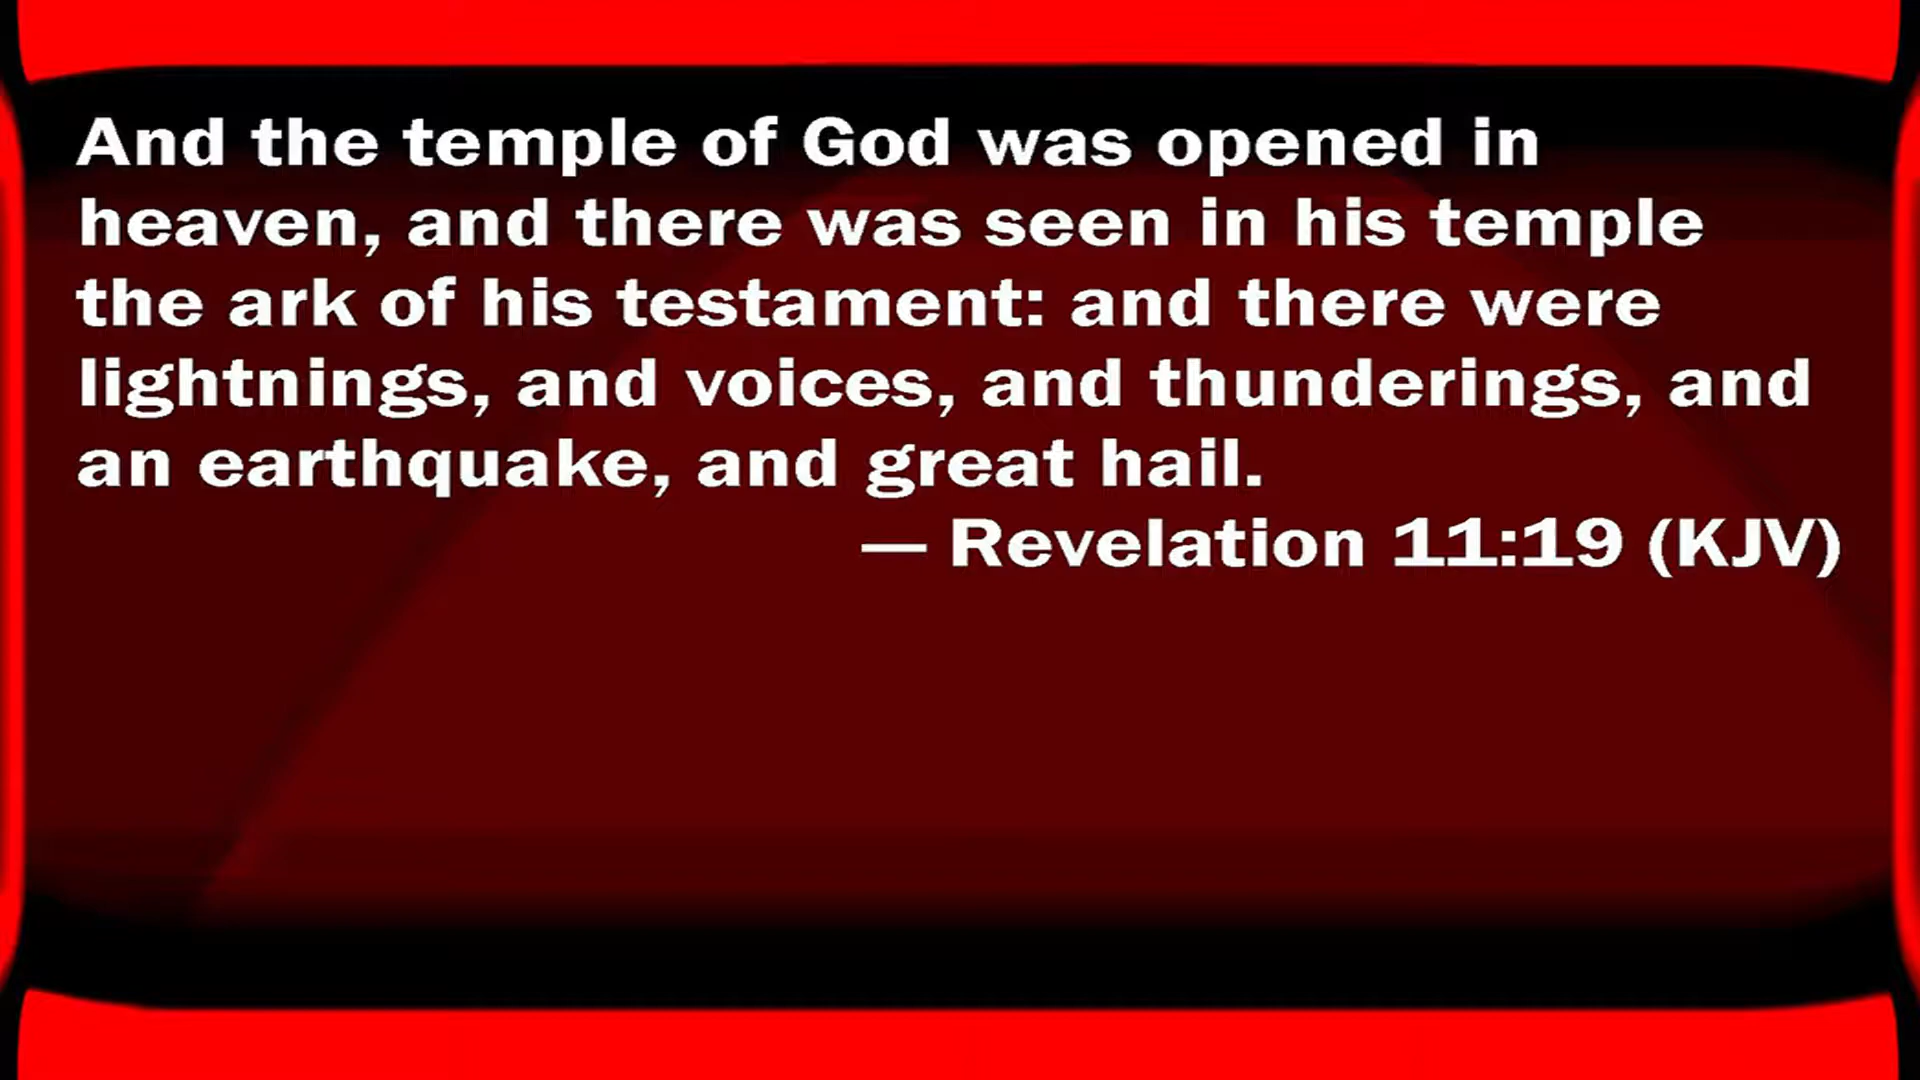 And the temple of God was opened in
heaven, and there was seen in his temple
the ark of his testament: and there were
lightnings, and voices, and thunderings, and
an earthquake, and great hail.
— Revelation 11:19 (KJV)